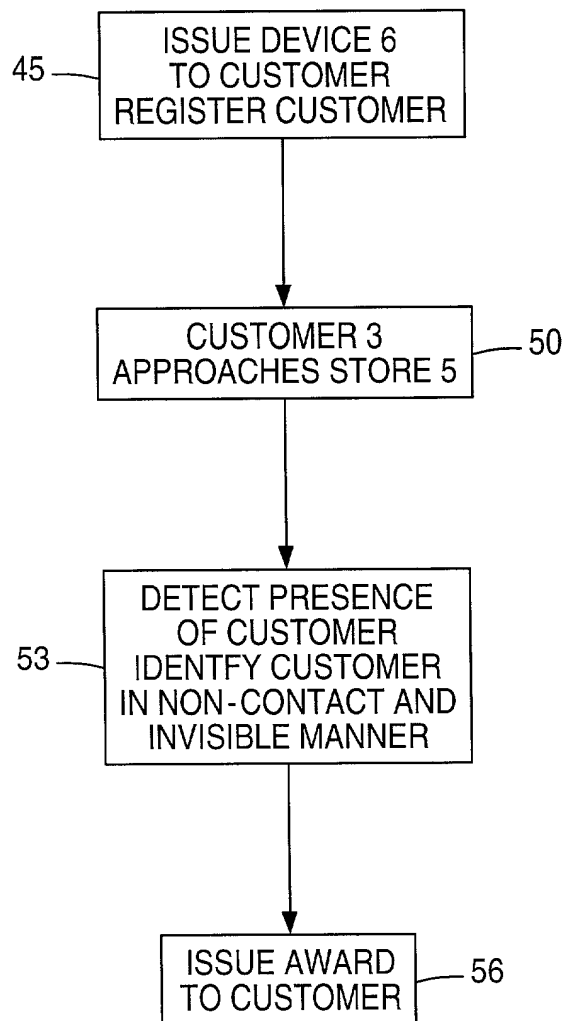 45
ISSUE DEVICE 6
TO CUSTOMER
REGISTER CUSTOMER
CUSTOMER 3
APPROACHES STORE 5
50
53
DETECT PRESENCE
OF CUSTOMER
IDENTFY CUSTOMER
IN NON-CONTACT AND
INVISIBLE MANNER
ISSUE AWARD
TO CUSTOMER
56